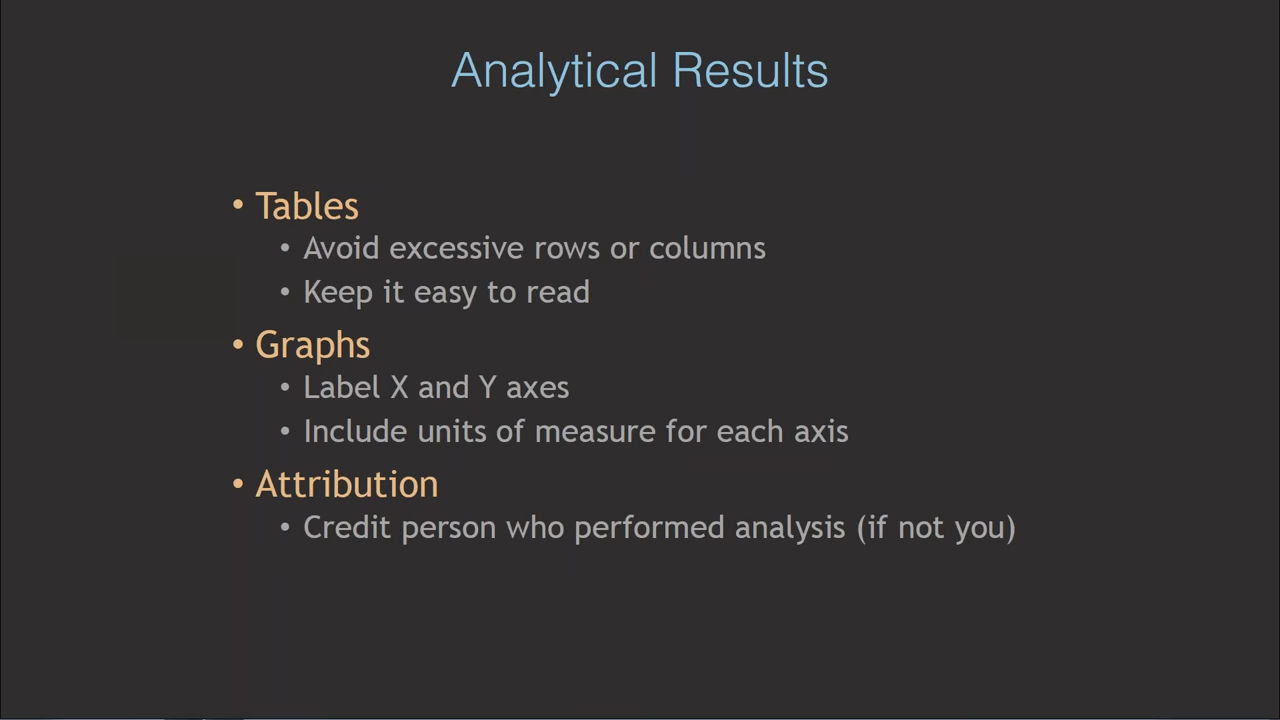 Analytical Results
• Tables
• Avoid excessive rows or columns
• Keep it easy to read
• Graphs
• Label X and Y axes
• Include units of measure for each axis
• Attribution
• Credit person who performed analysis (if not you)